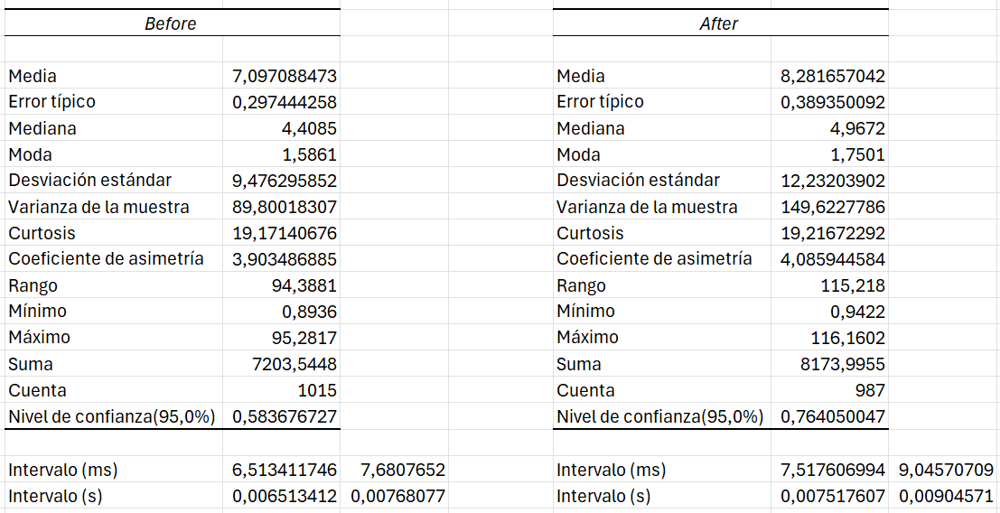 Before After
Media 7,097088473 Media 8,281657042
Error típico 0,297444258 Error típico 0,389350092
Mediana 4,4085 Mediana 4,9672
Moda 1,5861 Moda 1,7501
Desviación estándar 9,476295852 Desviación estándar 12,23203902
Varianza de la muestra 89,80018307 Varianza de la muestra 149,6227786
Curtosis 19,17140676 Curtosis 19,21672292
Coeficiente de asimetría 3,903486885 Coeficiente de asimetría 4,085944584
Rango 94,3881 Rango 115,218
Mínimo 0,8936 Mínimo 0,9422
Máximo 95,2817 Máximo 116,1602
Suma 7203,5448 Suma 8173,9955
Cuenta 1015 Cuenta 987
Nivel de confianza(95,0%) 0,583676727 Nivel de confianza(95,0%) 0,764050047
Intervalo (ms) 6,513411746 7,6807652 Intervalo (ms) 7,517606994 9,04570709
Intervalo (s) 0,006513412 0,00768077 Intervalo (s) 0,007517607 0,00904571